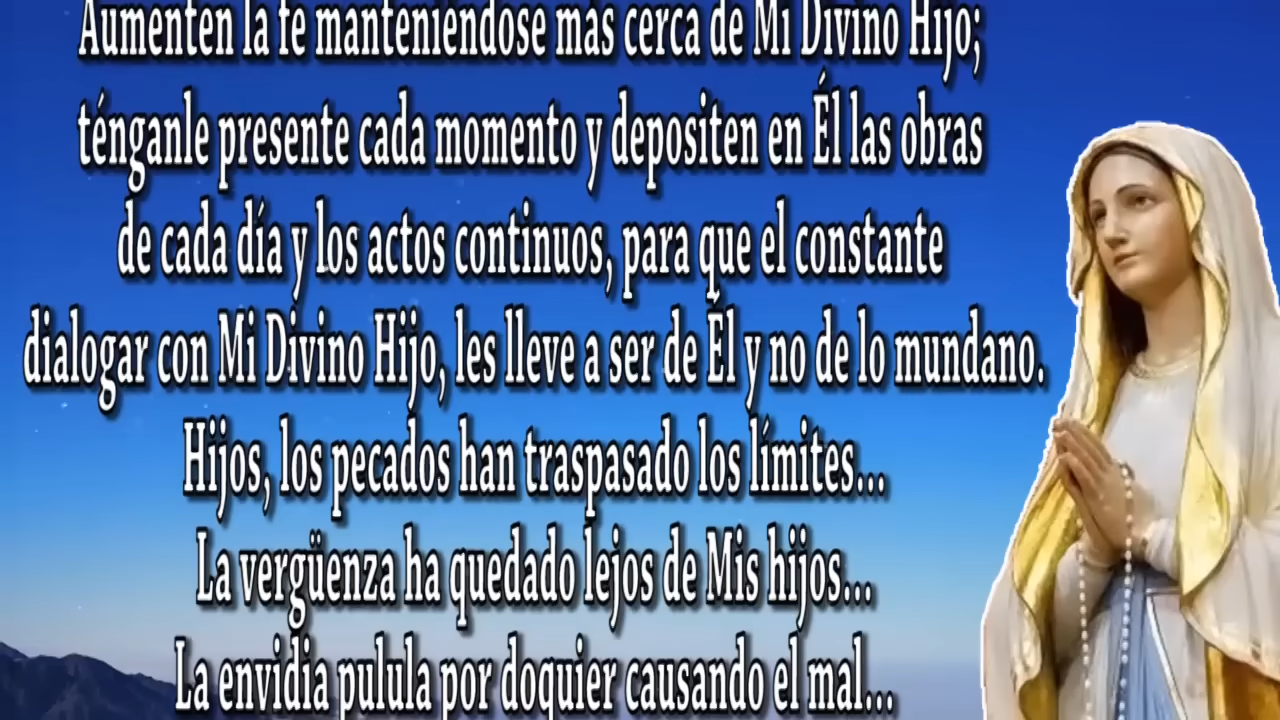 Aumenten la fe manteniéndose más cerca de Mi Divino Hijo;
ténganle presente cada momento y depositen en Él las obras
de cada día y los actos continuos, para que el constante
dialogar con Mi Divino Hijo, les lleve a ser de Él y no de lo mundano.
Hijos, los pecados han traspasado los límites...
La vergüenza ha quedado lejos de Mis hijos...
La envidia pulula por doquier causando el mal...